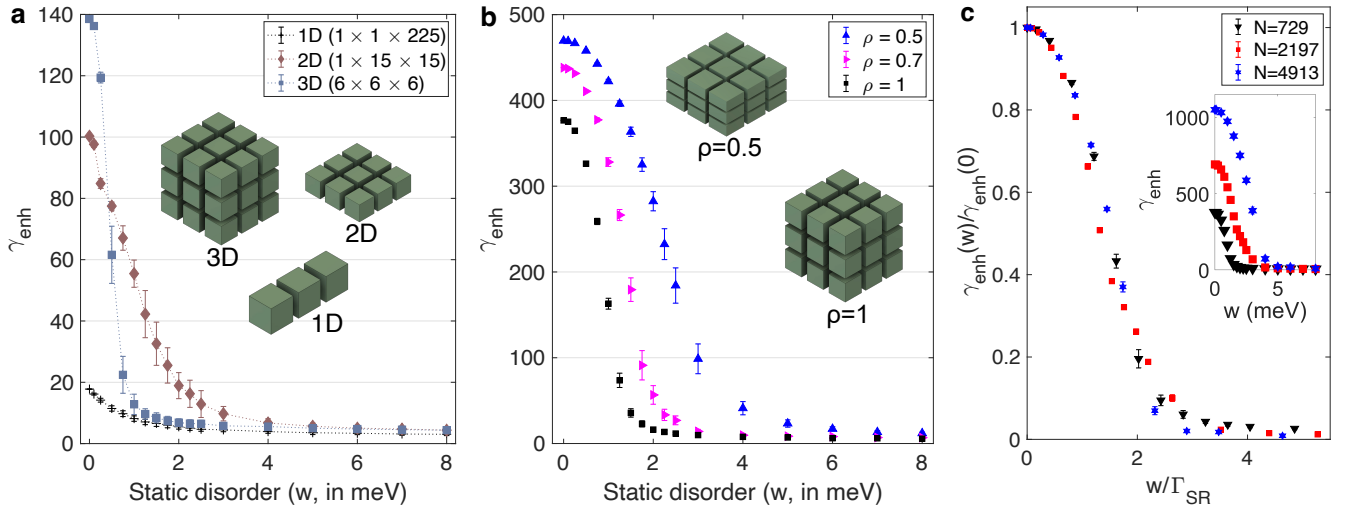 a
γenh
140
120
100
80
60
40
20
0
0 2 4 6 8
Static disorder (w, in meV)
1D (1 × 1 × 225)
2D (1 × 15 × 15)
3D (6 × 6 × 6)
3D
2D
1D
b
γenh
500
400
300
200
100
0
0 2 4 6 8
Static disorder (w, in meV)
ρ = 0.5
ρ = 0.7
ρ = 1
ρ=0.5
ρ=1
c
γenh(w)/γenh(0)
1
0.8
0.6
0.4
0.2
0
0 2 4
w/ΓSR
N=729
N=2197
N=4913
γenh
1000
500
0
0 5
w (meV)